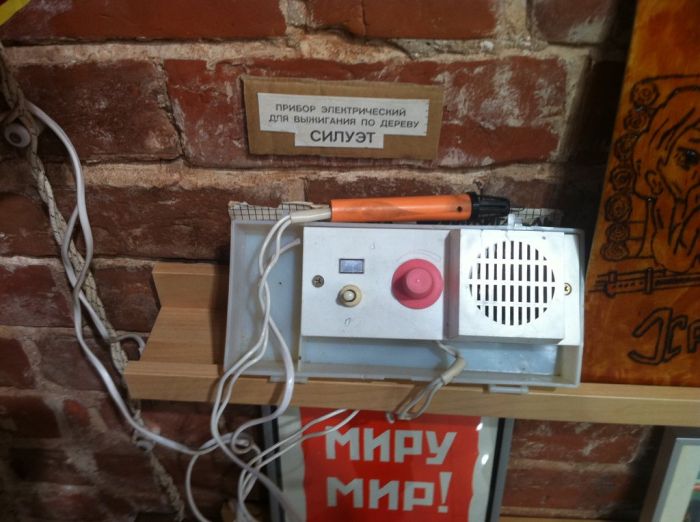 ПРИБОР ЭЛЕКТРИЧЕСКИЙ
ДЛЯ ВЫЖИГАНИЯ ПО ДЕРЕВУ
СИЛУЭТ
МИРУ
МИР!